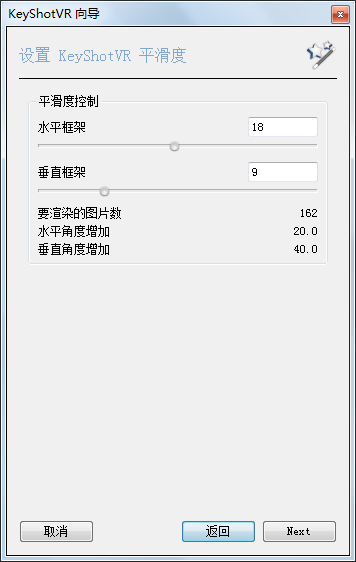 KeyShotVR 向导
设置 KeyShotVR 平滑度
平滑度控制
水平框架 18
垂直框架 9
要渲染的图片数 162
水平角度增加 20.0
垂直角度增加 40.0
取消 返回 Next